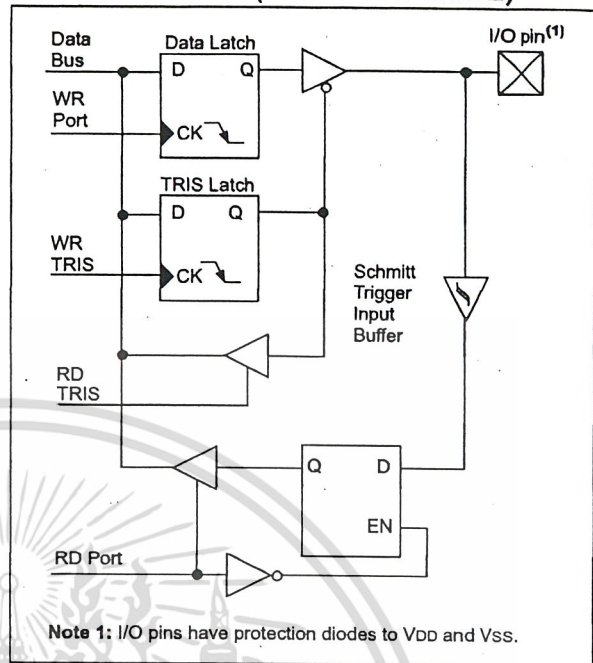 Data
Bus
Data Latch
I/O pin(1)
D
Q
WR
Port
CK
TRIS Latch
D
Q
WR
TRIS
CK
Schmitt
Trigger
Input
Buffer
RD
TRIS
Q
D
EN
RD Port
Note 1: I/O pins have protection diodes to VDD and VSS.